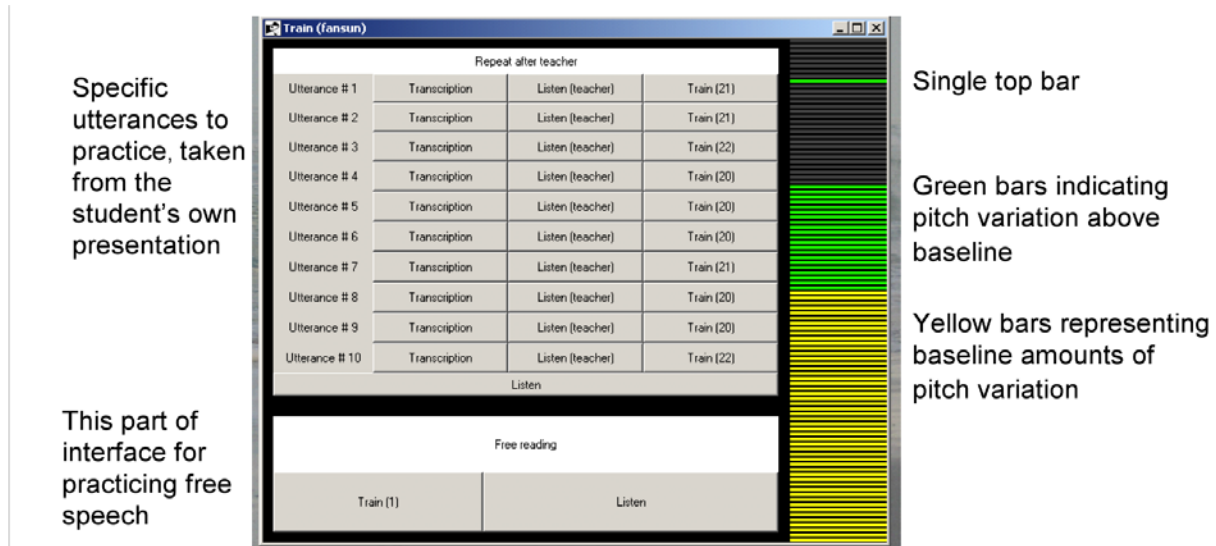 Specific
utterances to
practice, taken
from the
student's own
presentation
This part of
interface for
practicing free
speech
Train (fansun)
Repeat after teacher
Utterance # 1 Transcription Listen (teacher) Train (21)
Utterance # 2 Transcription Listen (teacher) Train (21)
Utterance # 3 Transcription Listen (teacher) Train (22)
Utterance # 4 Transcription Listen (teacher) Train (20)
Utterance # 5 Transcription Listen (teacher) Train (20)
Utterance # 6 Transcription Listen (teacher) Train (20)
Utterance # 7 Transcription Listen (teacher) Train (21)
Utterance # 8 Transcription Listen (teacher) Train (20)
Utterance # 9 Transcription Listen (teacher) Train (20)
Utterance # 10 Transcription Listen (teacher) Train (22)
Listen
Free reading
Train (1) Listen
Single top bar
Green bars indicating
pitch variation above
baseline
Yellow bars representing
baseline amounts of
pitch variation